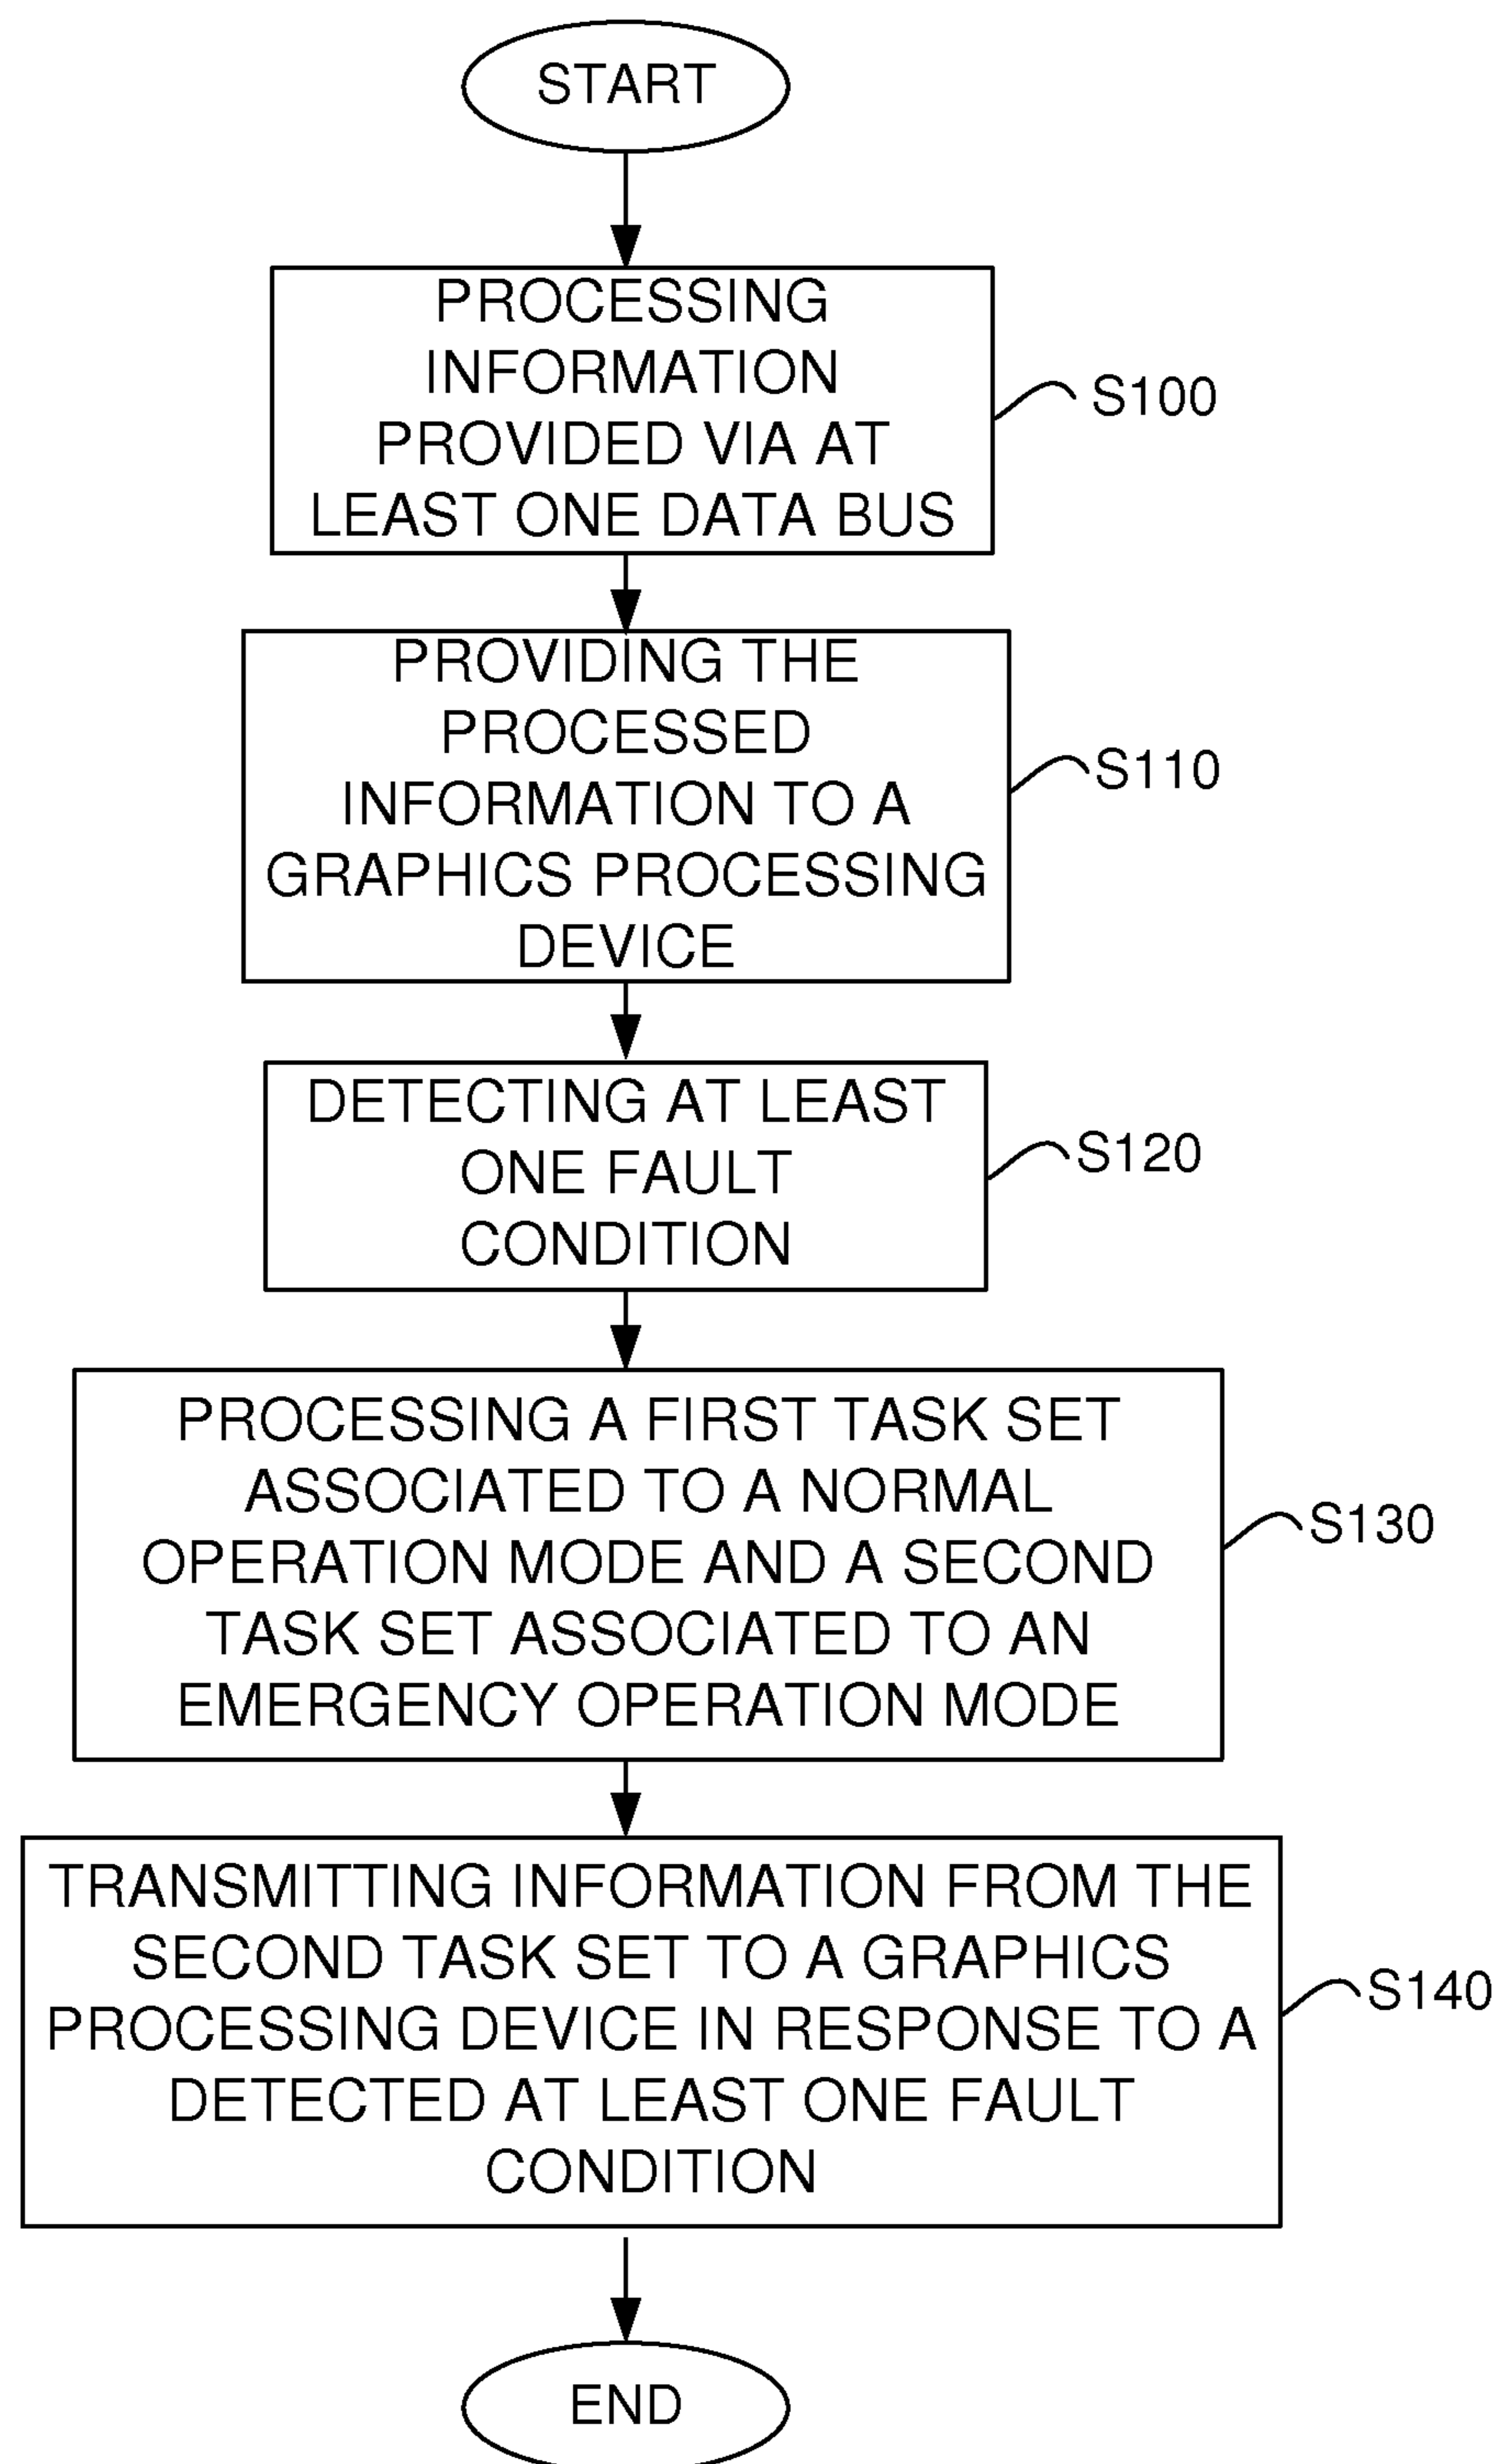 START
PROCESSING
INFORMATION
PROVIDED VIA AT
LEAST ONE DATA BUS
S100
PROVIDING THE
PROCESSED
INFORMATION TO A
GRAPHICS PROCESSING
DEVICE
S110
DETECTING AT LEAST
ONE FAULT
CONDITION
S120
PROCESSING A FIRST TASK SET
ASSOCIATED TO A NORMAL
OPERATION MODE AND A SECOND
TASK SET ASSOCIATED TO AN
EMERGENCY OPERATION MODE
S130
TRANSMITTING INFORMATION FROM THE
SECOND TASK SET TO A GRAPHICS
PROCESSING DEVICE IN RESPONSE TO A
DETECTED AT LEAST ONE FAULT
CONDITION
S140
END